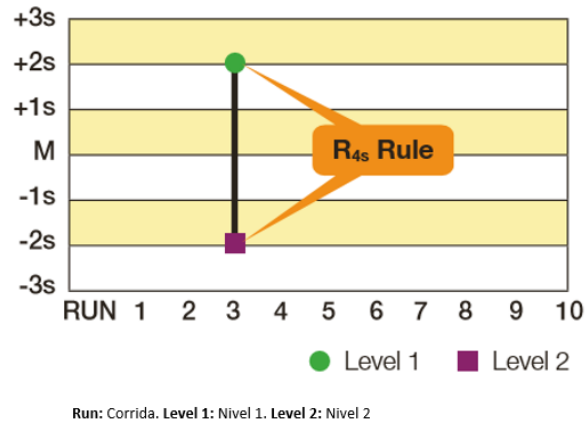 +3s
+2s
+1s
M
-1s
-2s
-3s
R4s Rule
RUN 1 2 3 4 5 6 7 8 9 10
Level 1 Level 2
Run: Corrida. Level 1: Nivel 1. Level 2: Nivel 2